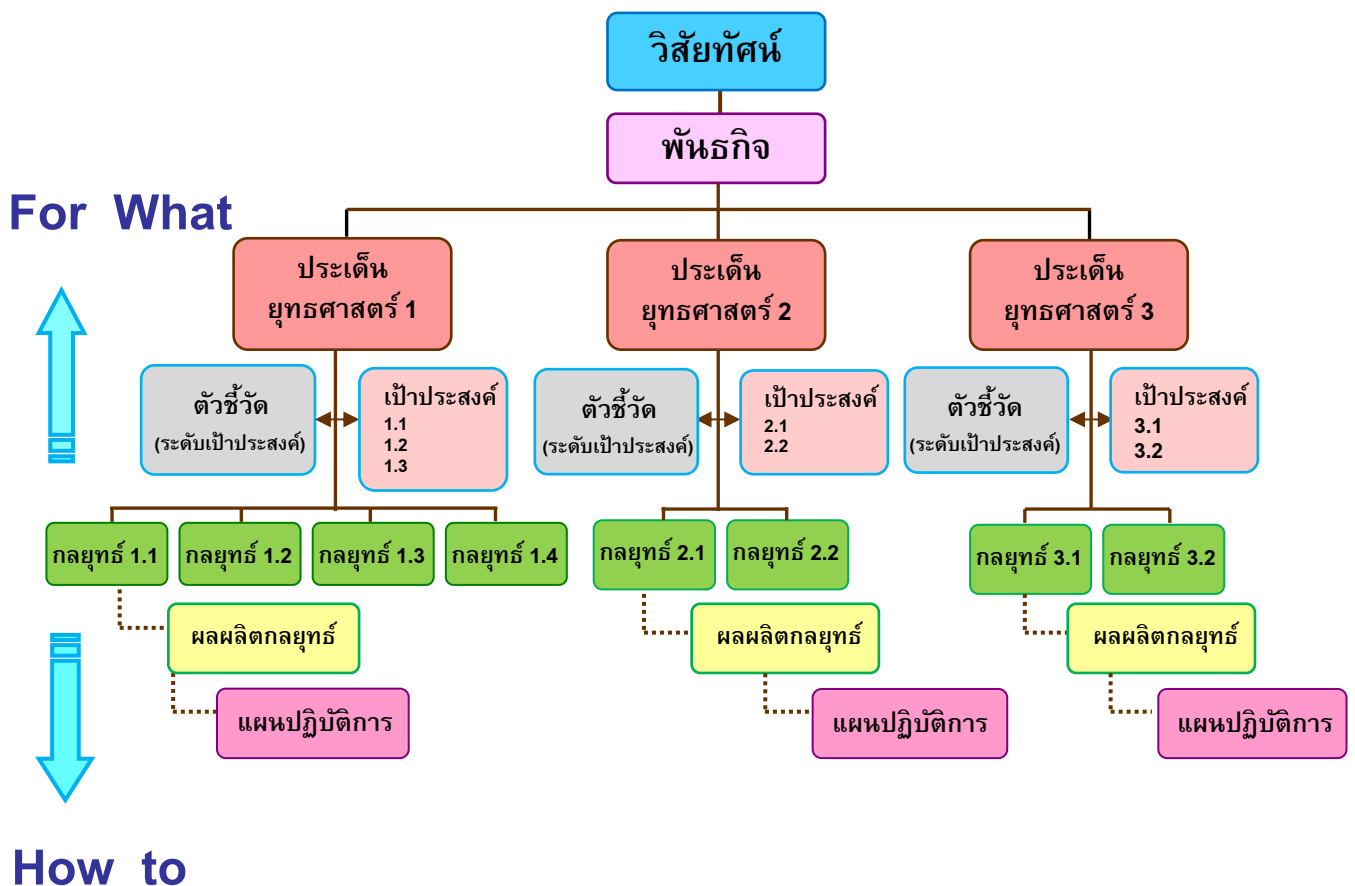 วิสัยทัศน์
พันธกิจ
For What
ประเด็น
ยุทธศาสตร์ 1
ประเด็น
ยุทธศาสตร์ 2
ประเด็น
ยุทธศาสตร์ 3
ตัวชี้วัด
(ระดับเป้าประสงค์)
เป้าประสงค์
1.1
1.2
1.3
ตัวชี้วัด
(ระดับเป้าประสงค์)
เป้าประสงค์
2.1
2.2
ตัวชี้วัด
(ระดับเป้าประสงค์)
เป้าประสงค์
3.1
3.2
กลยุทธ์ 1.1
กลยุทธ์ 1.2
กลยุทธ์ 1.3
กลยุทธ์ 1.4
กลยุทธ์ 2.1
กลยุทธ์ 2.2
กลยุทธ์ 3.1
กลยุทธ์ 3.2
ผลผลิตกลยุทธ์
ผลผลิตกลยุทธ์
ผลผลิตกลยุทธ์
แผนปฏิบัติการ
แผนปฏิบัติการ
แผนปฏิบัติการ
How to